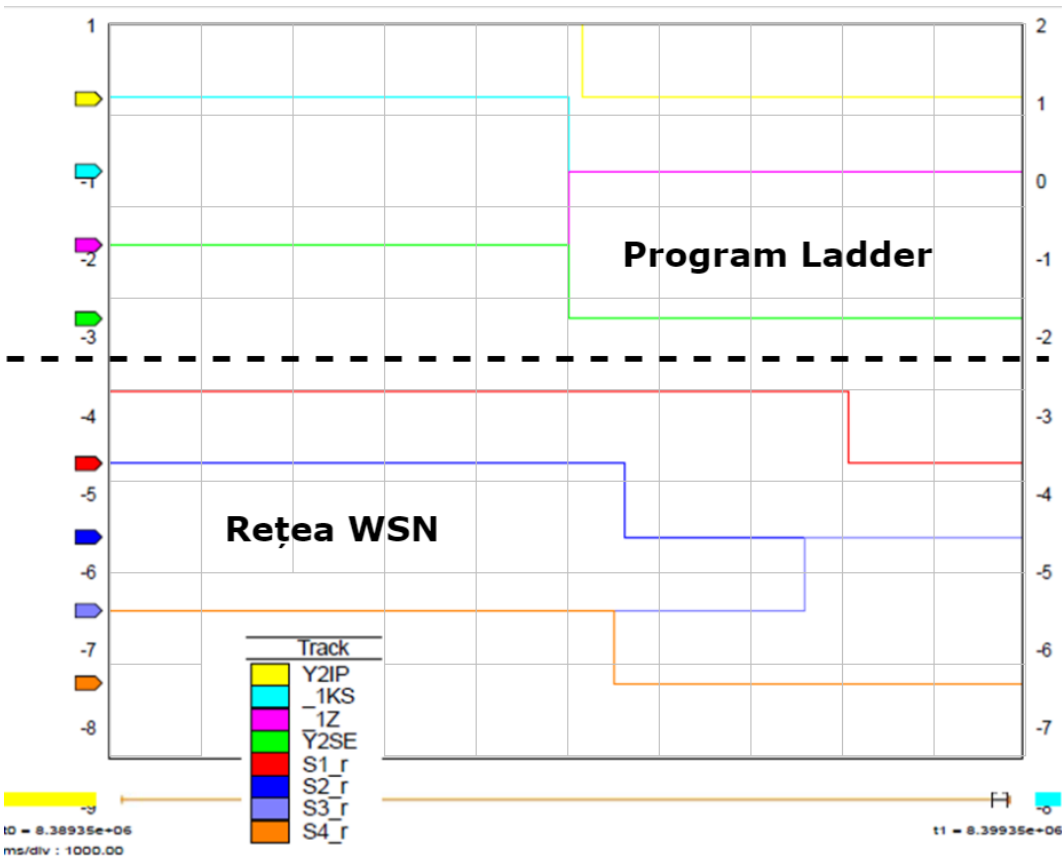 1 2
1
-1 0
-2 -1
Program Ladder
-3 -2
-4 -3
-5 -4
Rețea WSN
-6 -5
-7 -6
-8 -7
Track
Y2IP
_1KS
_1Z
Y2SE
S1_r
S2_r
S3_r
S4_r
-9 -8
t0 = 8.38935e+06 t1 = 8.39935e+06
ms/div : 1000.00